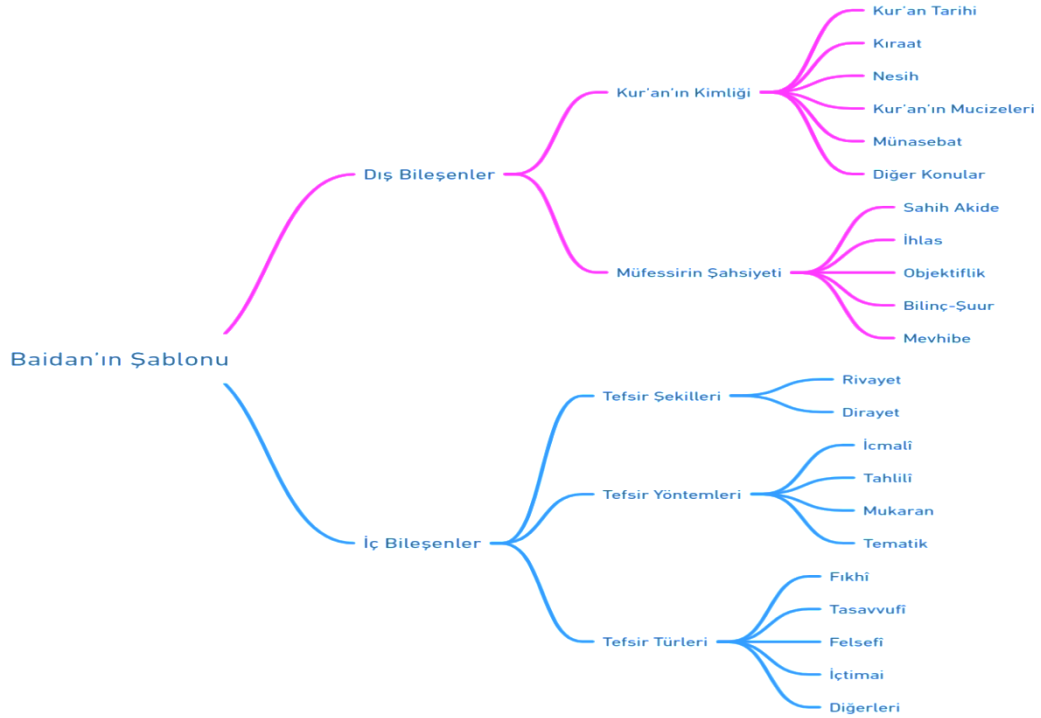 Baidan'ın Şablonu
Dış Bileşenler
Kur'an'ın Kimliği
Kur'an Tarihi
Kıraat
Nesih
Kur'an'ın Mucizeleri
Münasebat
Diğer Konular
Müfessirin Şahsiyeti
Sahih Akide
İhlas
Objektiflik
Bilinç-Şuur
Mevhibe
İç Bileşenler
Tefsir Şekilleri
Rivayet
Dirayet
Tefsir Yöntemleri
İcmalî
Tahlilî
Mukaran
Tematik
Tefsir Türleri
Fıkhî
Tasavvufî
Felsefî
İçtimai
Diğerleri